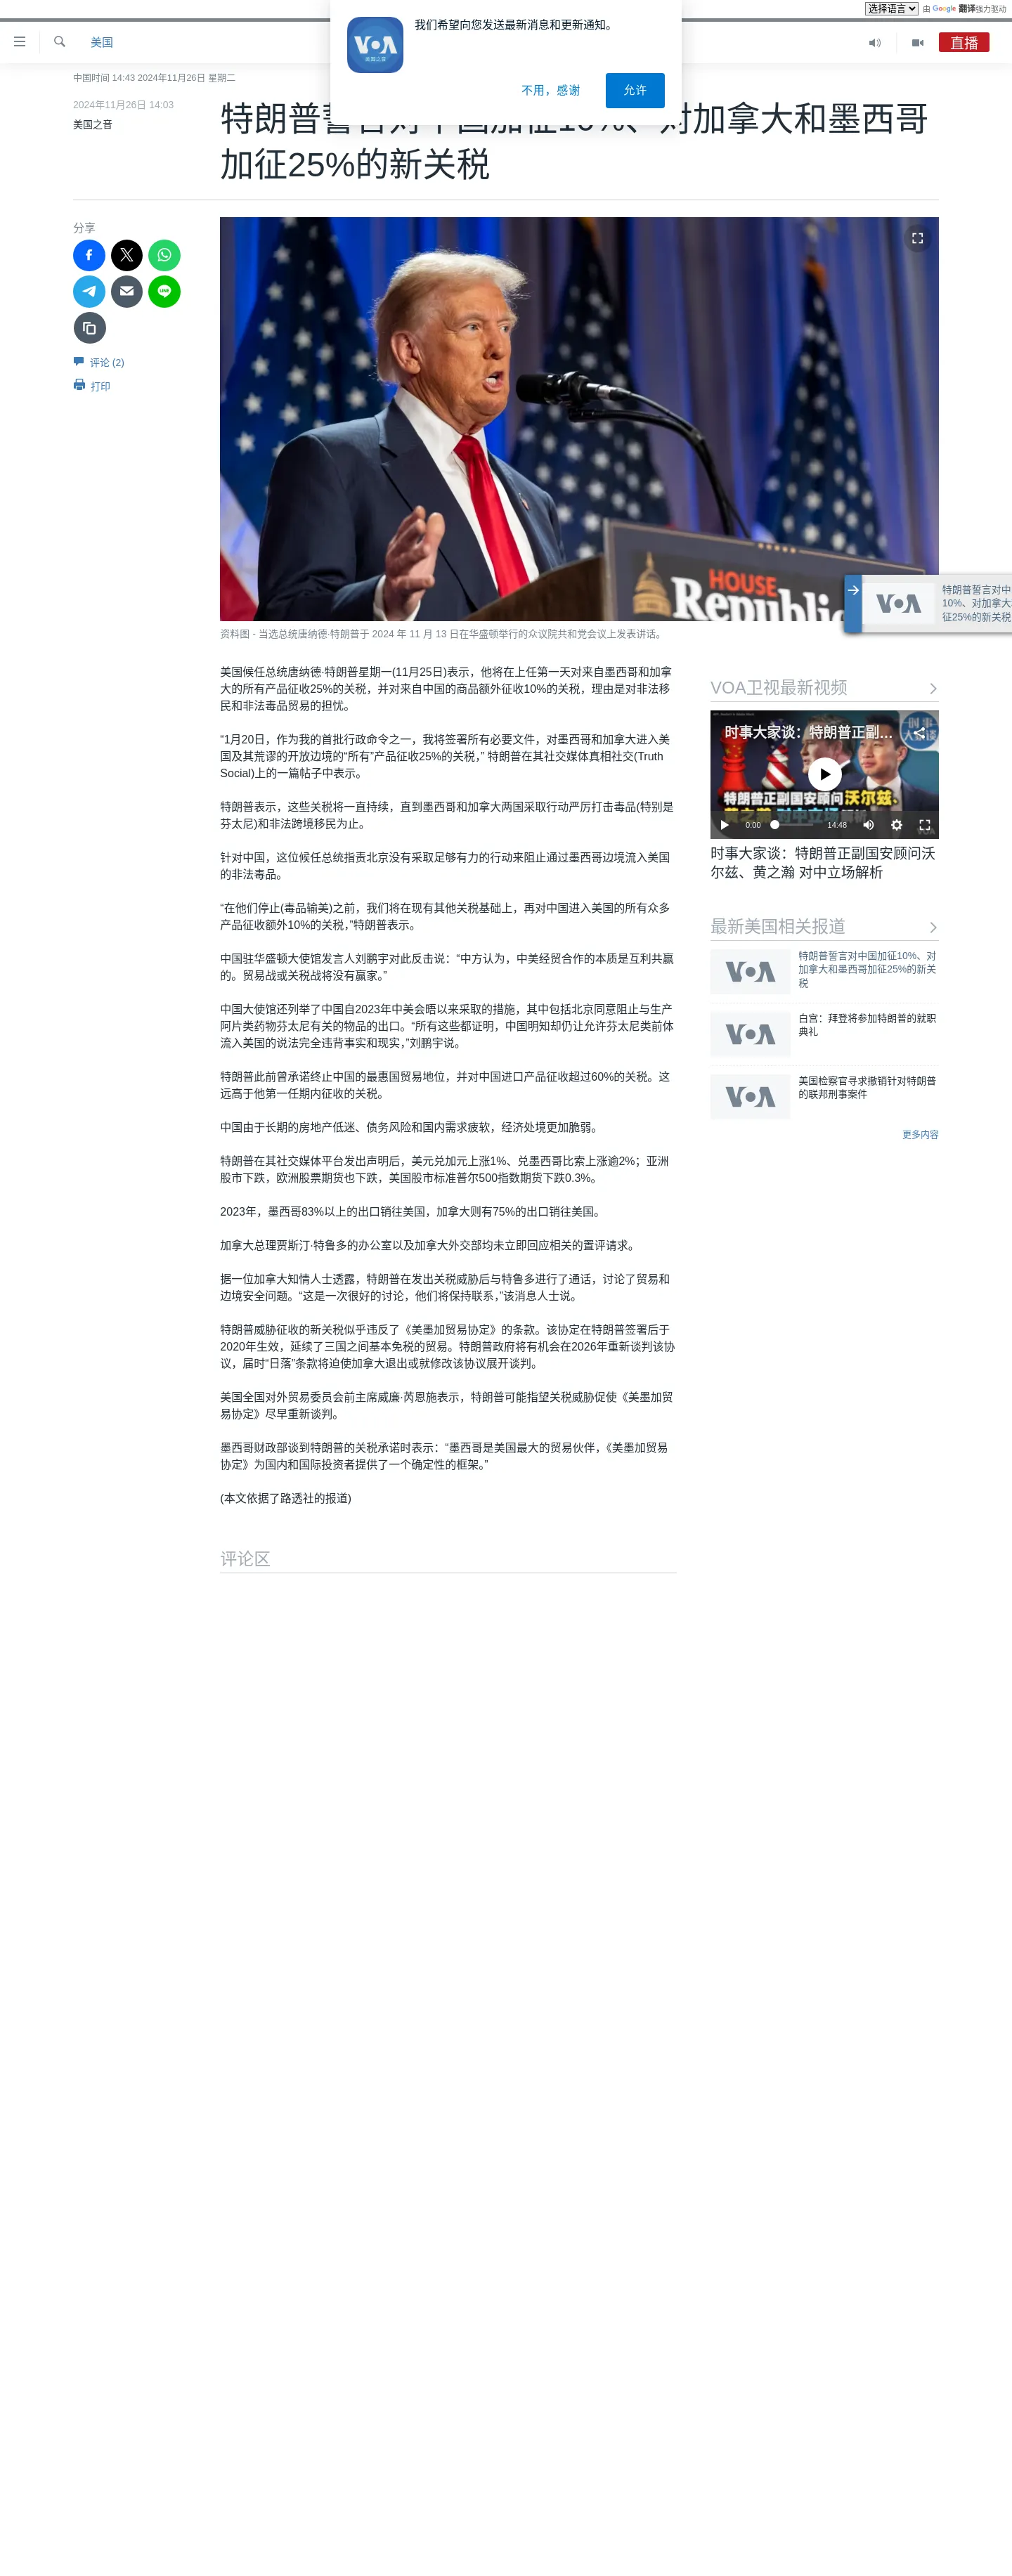 选择语言 由 Google 翻译强力驱动
我们希望向您发送最新消息和更新通知。
VOA
美国之音
不用，感谢
允许
美国
直播
中国时间 14:43 2024年11月26日 星期二
2024年11月26日 14:03
美国之音
特朗普誓言对中国加征10%、对加拿大和墨西哥
加征25%的新关税
分享
评论 (2)
打印
HOUSE
Republic
VOA
特朗普誓言对中
10%、对加拿大
征25%的新关税
资料图 - 当选总统唐纳德·特朗普于 2024 年 11 月 13 日在华盛顿举行的众议院共和党会议上发表讲话。
美国候任总统唐纳德·特朗普星期一(11月25日)表示，他将在上任第一天对来自墨西哥和加拿
大的所有产品征收25%的关税，并对来自中国的商品额外征收10%的关税，理由是对非法移
民和非法毒品贸易的担忧。
“1月20日，作为我的首批行政命令之一，我将签署所有必要文件，对墨西哥和加拿大进入美
国及其荒谬的开放边境的“所有”产品征收25%的关税，” 特朗普在其社交媒体真相社交(Truth
Social)上的一篇帖子中表示。
特朗普表示，这些关税将一直持续，直到墨西哥和加拿大两国采取行动严厉打击毒品(特别是
芬太尼)和非法跨境移民为止。
针对中国，这位候任总统指责北京没有采取足够有力的行动来阻止通过墨西哥边境流入美国
的非法毒品。
“在他们停止(毒品输美)之前，我们将在现有其他关税基础上，再对中国进入美国的所有众多
产品征收额外10%的关税，”特朗普表示。
中国驻华盛顿大使馆发言人刘鹏宇对此反击说：“中方认为，中美经贸合作的本质是互利共赢
的。贸易战或关税战将没有赢家。”
中国大使馆还列举了中国自2023年中美会晤以来采取的措施，其中包括北京同意阻止与生产
阿片类药物芬太尼有关的物品的出口。“所有这些都证明，中国明知却仍让允许芬太尼类前体
流入美国的说法完全违背事实和现实，”刘鹏宇说。
特朗普此前曾承诺终止中国的最惠国贸易地位，并对中国进口产品征收超过60%的关税。这
远高于他第一任期内征收的关税。
中国由于长期的房地产低迷、债务风险和国内需求疲软，经济处境更加脆弱。
特朗普在其社交媒体平台发出声明后，美元兑加元上涨1%、兑墨西哥比索上涨逾2%；亚洲
股市下跌，欧洲股票期货也下跌，美国股市标准普尔500指数期货下跌0.3%。
2023年，墨西哥83%以上的出口销往美国，加拿大则有75%的出口销往美国。
加拿大总理贾斯汀·特鲁多的办公室以及加拿大外交部均未立即回应相关的置评请求。
据一位加拿大知情人士透露，特朗普在发出关税威胁后与特鲁多进行了通话，讨论了贸易和
边境安全问题。“这是一次很好的讨论，他们将保持联系，”该消息人士说。
特朗普威胁征收的新关税似乎违反了《美墨加贸易协定》的条款。该协定在特朗普签署后于
2020年生效，延续了三国之间基本免税的贸易。特朗普政府将有机会在2026年重新谈判该协
议，届时“日落”条款将迫使加拿大退出或就修改该协议展开谈判。
美国全国对外贸易委员会前主席威廉·芮恩施表示，特朗普可能指望关税威胁促使《美墨加贸
易协定》尽早重新谈判。
墨西哥财政部谈到特朗普的关税承诺时表示：“墨西哥是美国最大的贸易伙伴，《美墨加贸易
协定》为国内和国际投资者提供了一个确定性的框架。”
(本文依据了路透社的报道)
评论区
VOA卫视最新视频
时事大家谈：特朗普正副...
特朗普正副国安顾问沃尔兹、
黄之瀚 对中立场解析
0:00
14:48
时事大家谈：特朗普正副国安顾问沃
尔兹、黄之瀚 对中立场解析
最新美国相关报道
VOA
特朗普誓言对中国加征10%、对
加拿大和墨西哥加征25%的新关
税
VOA
白宫：拜登将参加特朗普的就职
典礼
VOA
美国检察官寻求撤销针对特朗普
的联邦刑事案件
更多内容